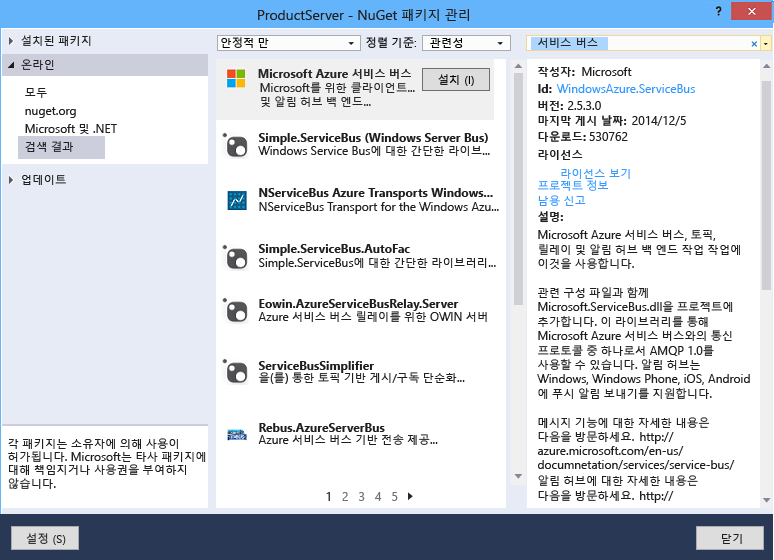 ProductServer - NuGet 패키지 관리
?
설치된 패키지
온라인
모두
nuget.org
Microsoft 및 .NET
검색 결과
업데이트
각 패키지는 소유자에 의해 사용이
허가됩니다. Microsoft는 타사 패키지에
대해 책임지거나 사용권을 부여하지
않습니다.
안정적 만
정렬 기준:
관련성
Microsoft Azure 서비스 버스
Microsoft를 위한 클라이언트...
및 알림 허브 백 엔드...
설치 (I)
Simple.ServiceBus (Windows Server Bus)
Windows Service Bus에 대한 간단한 라이브...
NServiceBus Azure Transports Windows...
NServiceBus Transport for the Windows Azu...
Simple.ServiceBus.AutoFac
Simple.ServiceBus에 대한 간단한 라이브러리...
Eowin.AzureServiceBusRelay.Server
Azure 서비스 버스 릴레이를 위한 OWIN 서버
ServiceBusSimplifier
을(를) 통한 토픽 기반 게시/구독 단순화...
Rebus.AzureServerBus
Azure 서비스 버스 기반 전송 제공...
1 2 3 4 5
서비스 버스
작성자: Microsoft
Id: WindowsAzure.ServiceBus
버전: 2.5.3.0
마지막 게시 날짜: 2014/12/5
다운로드: 530762
라이선스
라이선스 보기
프로젝트 정보
남용 신고
설명:
Microsoft Azure 서비스 버스, 토픽,
릴레이 및 알림 허브 백 엔드 작업 작업에
이것을 사용합니다.
관련 구성 파일과 함께
Microsoft.ServiceBus.dll을 프로젝트에
추가합니다. 이 라이브러리를 통해
Microsoft Azure 서비스 버스와의 통신
프로토콜 중 하나로서 AMQP 1.0를
사용할 수 있습니다. 알림 허브는
Windows, Windows Phone, iOS, Android
에 푸시 알림 보내기를 지원합니다.
메시지 기능에 대한 자세한 내용은
다음을 방문하세요. http://
azure.microsoft.com/en-us/
documnetation/services/service-bus/
알림 허브에 대한 자세한 내용은
다음을 방문하세요. http://
설정 (S)
닫기